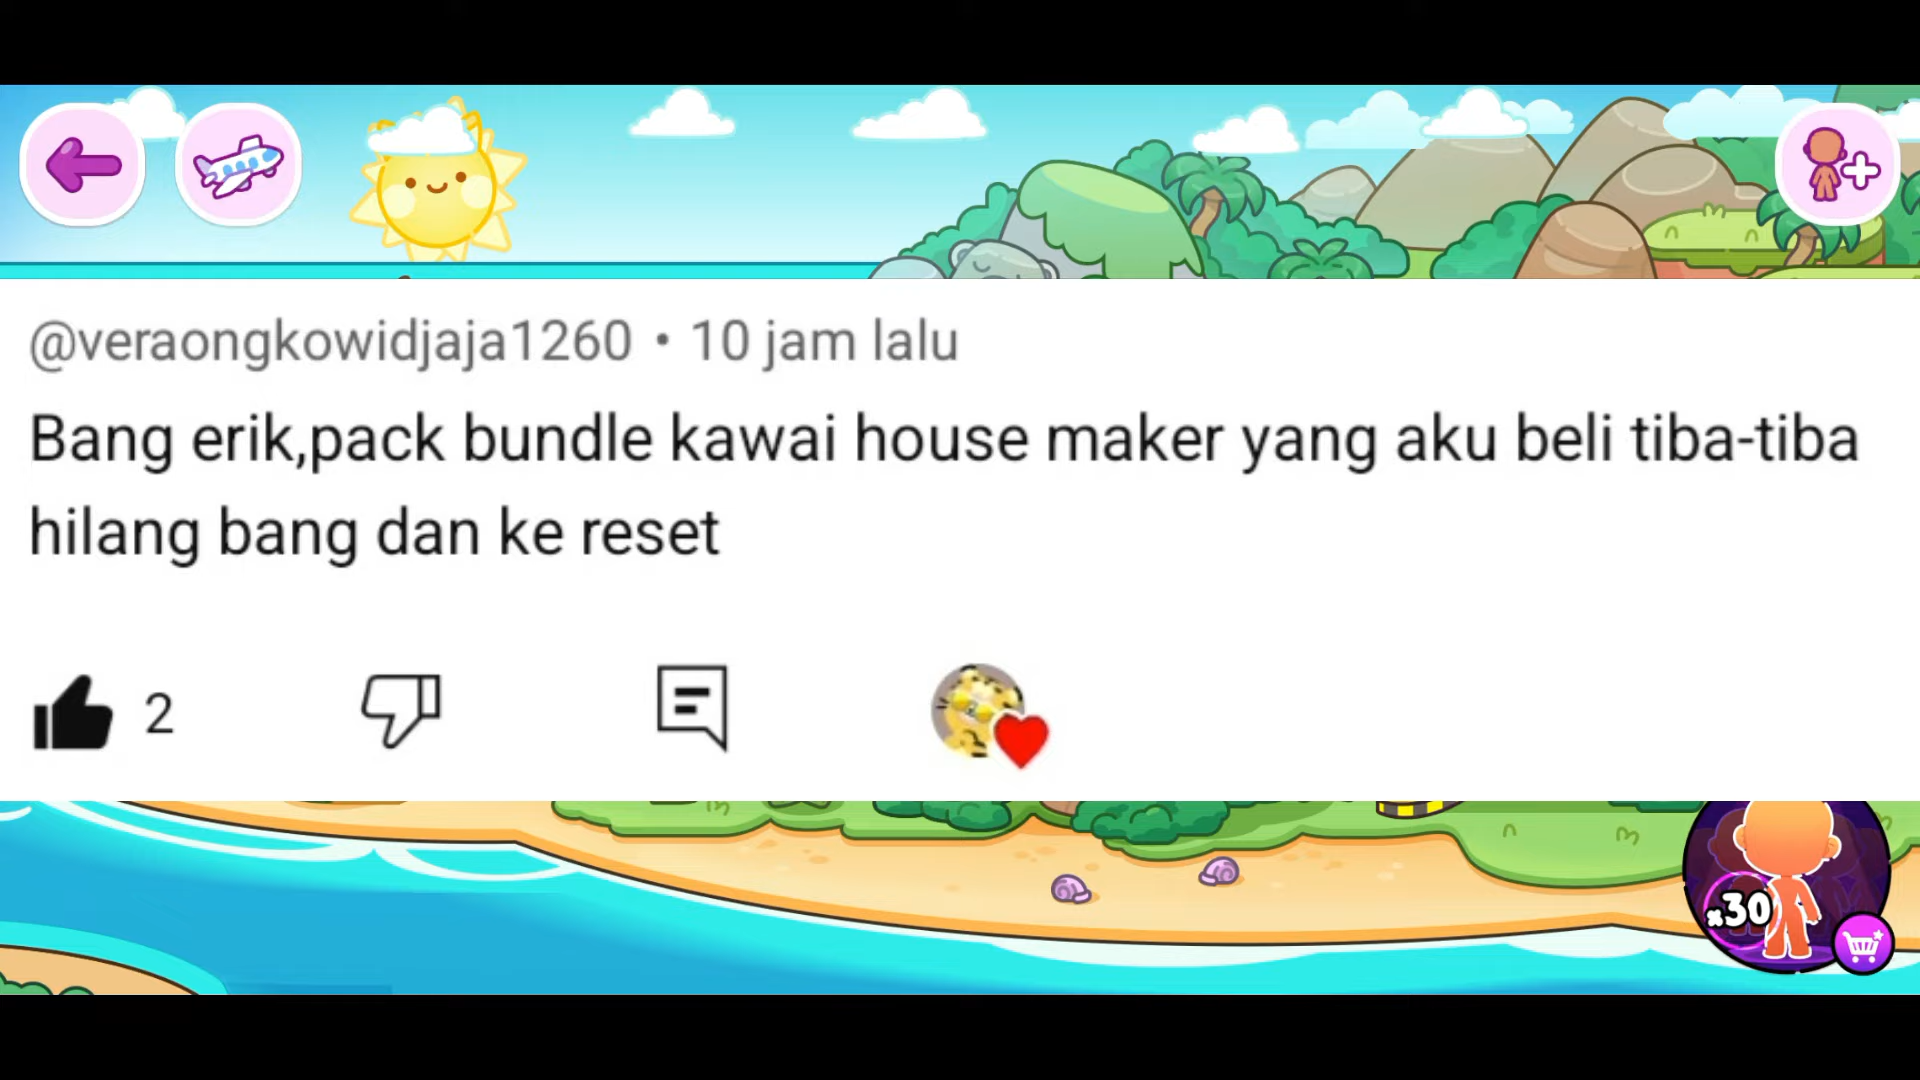 @veraongkowidjaja1260 • 10 jam lalu
Bang erik,pack bundle kawai house maker yang aku beli tiba-tiba
hilang bang dan ke reset
2
x30